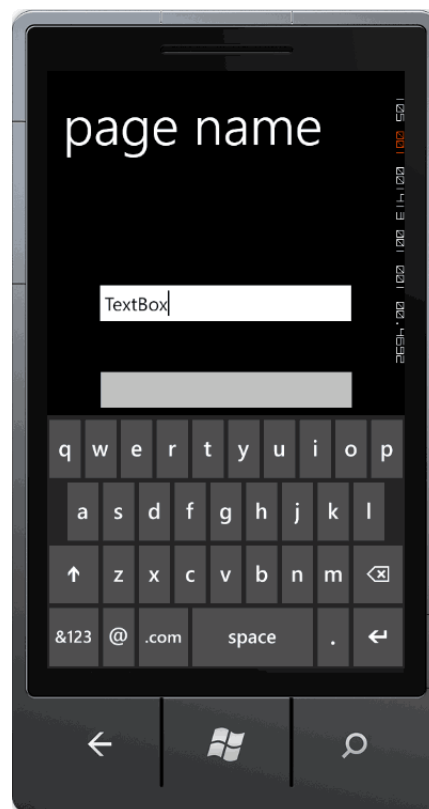 page name
TextBox
q w e r t y u i o p
a s d f g h j k l
z x c v b n m
&123 @ .com space .